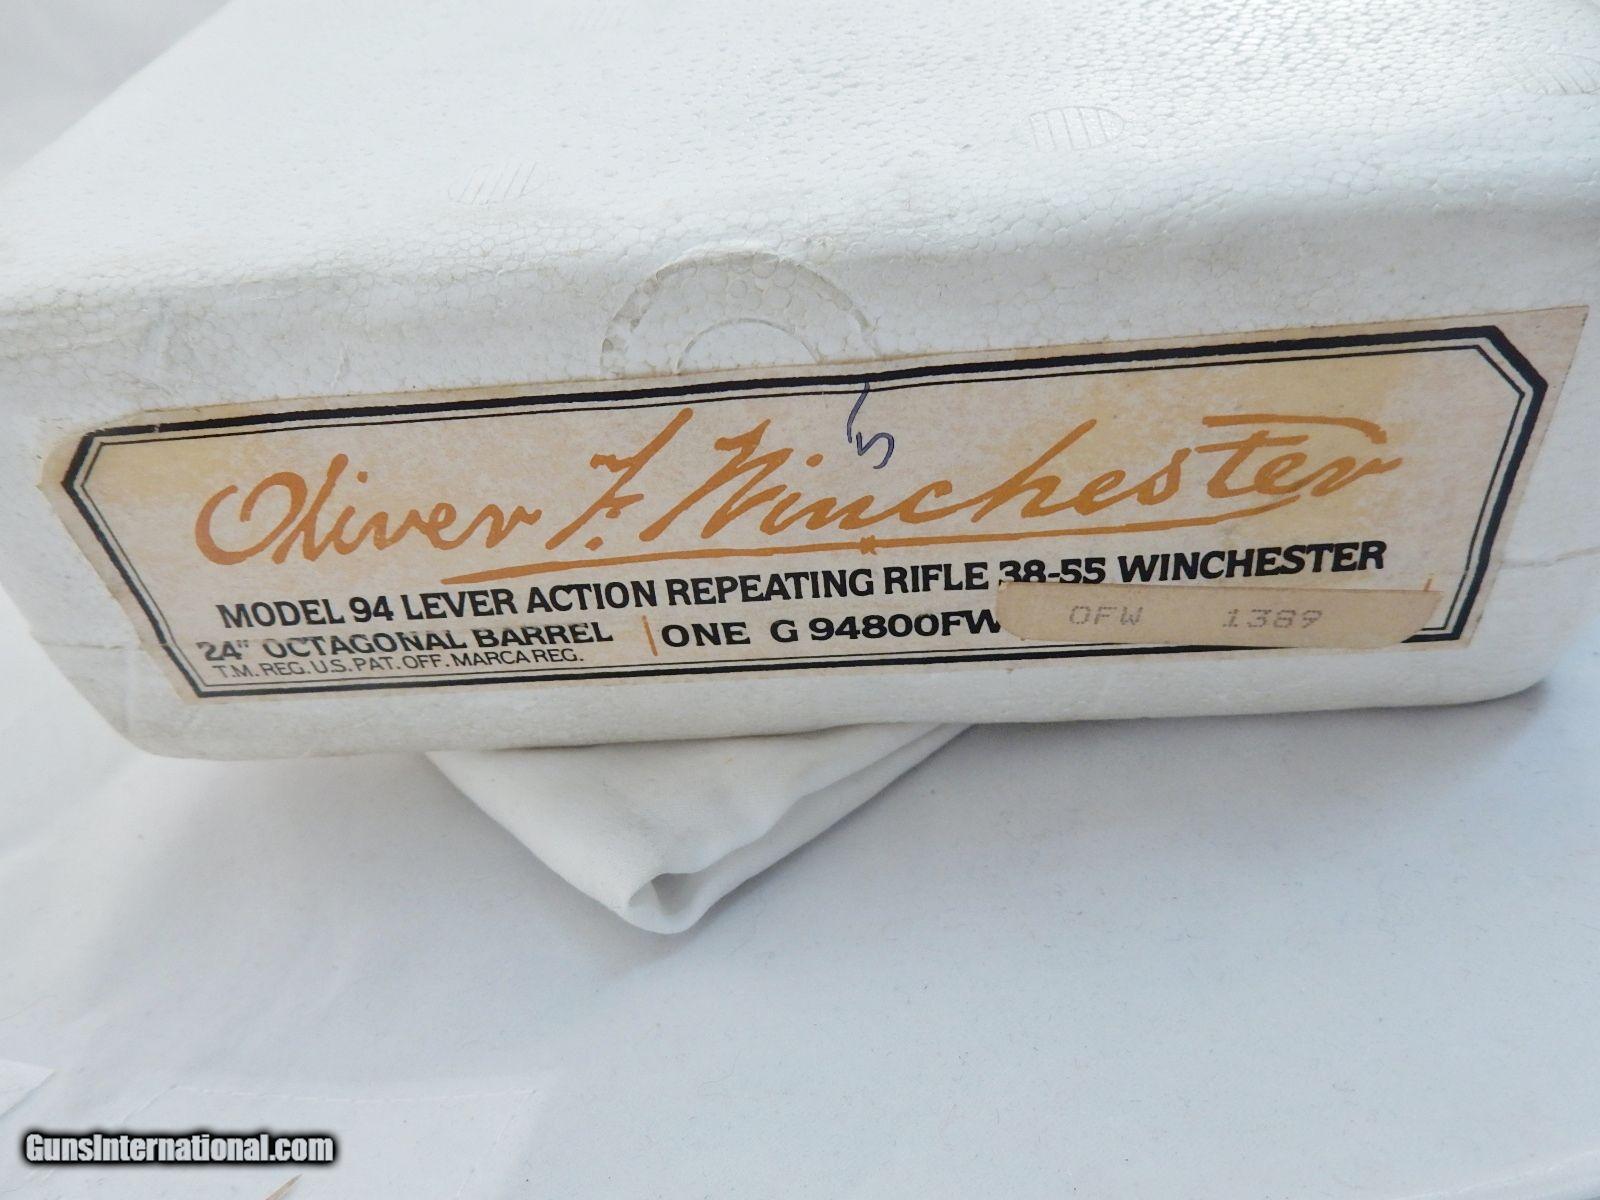 5
Oliver F. Winchester
MODEL 94 LEVER ACTION REPEATING RIFLE 38-55 WINCHESTER
24" OCTAGONAL BARREL ONE G 94800FW OFW 1389
T.M. REG. U.S. PAT. OFF. MARCA REG.
GunsInternational.com